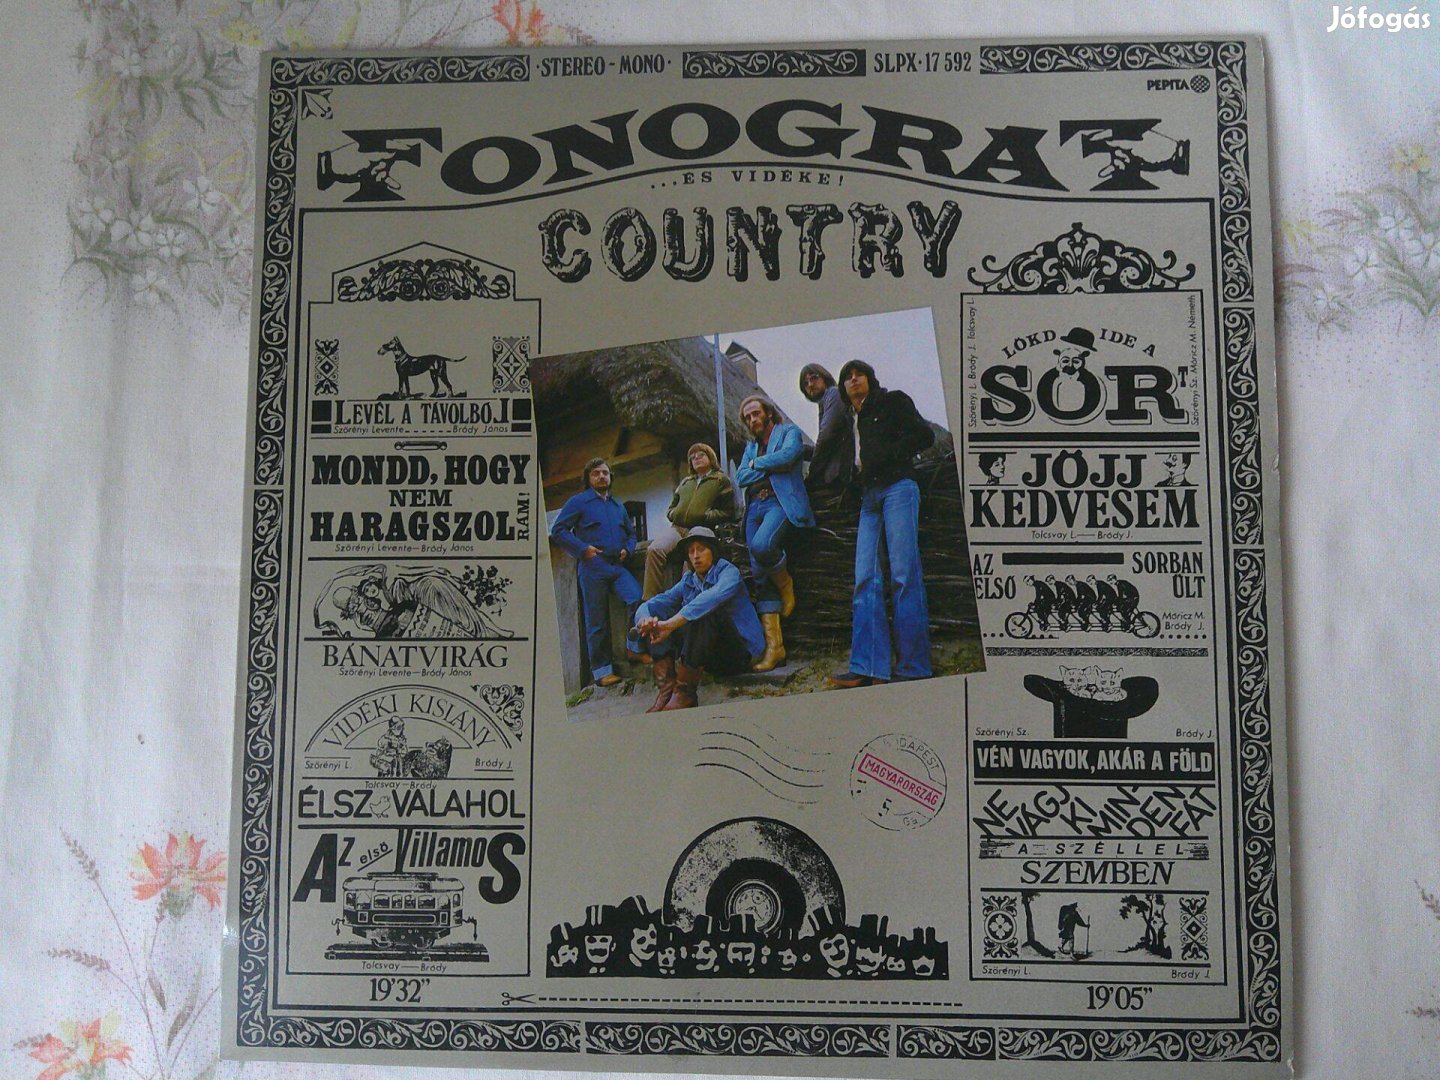 Jófogás
·STEREO - MONO·
SLPX·17 592
PEPITA
FONOGRAF
...ES VIDÉKE!
COUNTRY
LEVÉL A TÁVOLBÓL
Szörényi Levente - - - - - - Bródy János
MONDD, HOGY
NEM
HARAGSZOL
RÁM!
Szörényi Levente—Bródy János
BÁNATVIRÁG
Szörényi Levente—Bródy János
VIDÉKI KISLÁNY
Szörényi L.
Bródy J.
Tolcsvay—Bródy
ÉLSZ VALAHOL
Az első VillamoS
Tolcsvay — Bródy
19'32"
Szörényi L. Bródy J. Tolcsvay L.
LÖKD IDE A
SÖRT
Szörényi Sz. Móricz M. Németh
JÖJJ
KEDVESEM
Tolcsvay L.—Bródy J.
AZ ELSŐ
SORBAN ÜLT
Móricz M.
Bródy J.
Szörényi Sz.
Bródy J.
VÉN VAGYOK, AKÁR A FÖLD
NE VÁGJ KI MINDEN FÁT
A SZÉLLEL
SZEMBEN
Szörényi L.
Bródy J.
19'05"
BUDAPEST
MAGYARORSZÁG
5